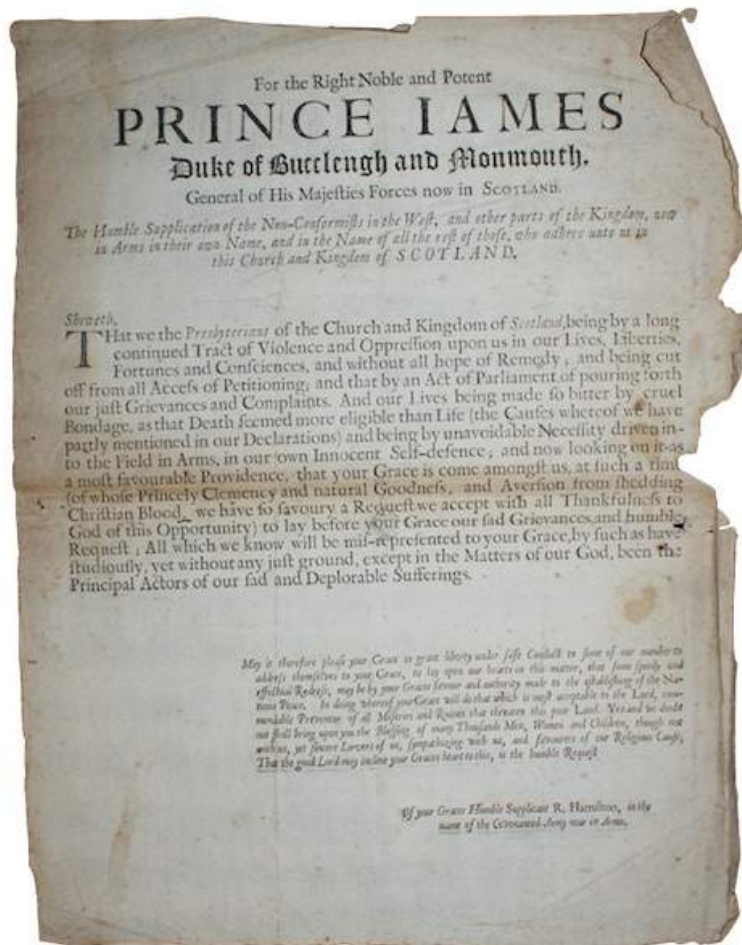 For the Right Noble and Potent
PRINCE IAMES
Duke of Buccleugh and Monmouth.
General of His Majeſties Forces now in SCOTLAND.
The Humble Supplication of the Non-Conformiſts in the Weſt, and other parts of the Kingdom, now
in Arms in their own Name, and in the Name of all the reſt of thoſe, who adhere unto us in
this Church and Kingdom of SCOTLAND.
Sheweth,
THat we the Presbyterians of the Church and Kingdom of Scotland, being by a long
continued Tract of Violence and Oppreſſion upon us in our Lives, Liberties,
Fortunes and Conſciences, and without all hope of Remedy, and being cut
off from all Acceſs of Petitioning, and that by an Act of Parliament of pouring forth
our juſt Grievances and Complaints. And our Lives being made ſo bitter by cruel
Bondage, as that Death ſeemed more eligible than Life (the Cauſes whereof we have
partly mentioned in our Declarations) and being by unavoidable Neceſſity driven in-
to the Field in Arms, in our own Innocent Self-defence, and now looking on it as
a moſt favourable Providence, that your Grace is come amongſt us, at ſuch a time
(of whoſe Princely Clemency and natural Goodneſs, and Averſion from ſhedding
Chriſtian Blood, we have ſo ſavoury a Requeſt we accept with all Thankfulneſs to
God of this Opportunity) to lay before your Grace our ſad Grievances and humble
Requeſt, All which we know will be miſ-repreſented to your Grace, by ſuch as have
ſtudiouſly, yet without any juſt ground, except in the Matters of our God, been the
Principal Actors of our ſad and Deplorable Sufferings.
May it therefore pleaſe your Grace to grant liberty under ſafe Conduct to ſome of our number to
addreſs themſelves to your Grace, to lay open our hearts in this matter, that ſome ſpeedy and
effectual Redreſs, may be by your Graces favour and authority made to the eſtabliſhing of the Na-
tions Peace. In doing whereof your Grace will do that which is moſt acceptable to the Lord,
Preventer of all Miſeries and Ruines that threaten this poor Land. Yea and we doubt
not ſhall bring upon you the Bleſſing of many Thouſands Men, Women and Children, though not
with us, yet ſincere Lovers of us, ſympathizing with us, and favourers of our Religious Cauſe,
That the good Lord may incline your Graces heart to this, is the humble Requeſt
Of your Graces Humble Supplicant R. Hamilton, in the
name of the Covenanted Army now in Arms.